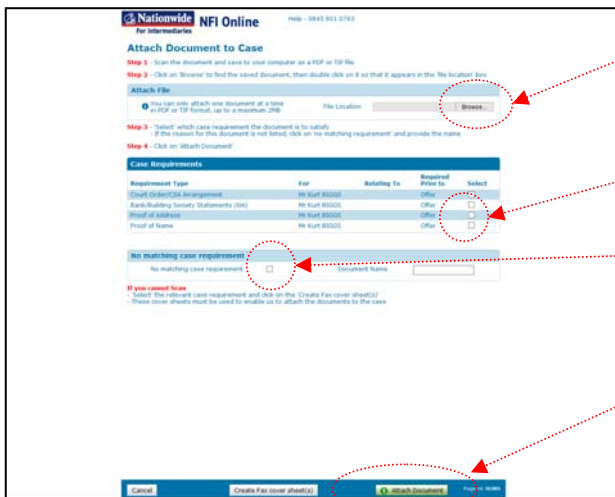 Nationwide NFI Online Help - 0845 601 0763
For Intermediaries
Attach Document to Case
Step 1 - Scan the document and save to your computer as a PDF or TIF file
Step 2 - Click on 'Browse' to find the saved document, then double click on it so that it appears in the 'file location' box
Attach File
You can only attach one document at a time
in PDF or TIF format, up to a maximum 2MB
File Location Browse...
Step 3 - 'Select' which case requirement the document is to satisfy
- If the reason for this document is not listed, click on 'no matching requirement' and provide the name
Step 4 - Click on 'Attach Document'
Case Requirements
Requirement Type For Relating To Required Prior to Select
Court Order/CSA Arrangement Mr Kurt BIGGS Offer
Bank/Building Society Statements (6m) Mr Kurt BIGGS Offer
Proof of Address Mr Kurt BIGGS Offer
Proof of Name Mr Kurt BIGGS Offer
No matching case requirement
No matching case requirement Document Name
If you cannot Scan
- 'Select' the relevant case requirement and click on the 'Create Fax cover sheet(s)'
- These cover sheets must be used to enable us to attach the documents to the case
Cancel Create Fax cover sheet(s) Attach Document